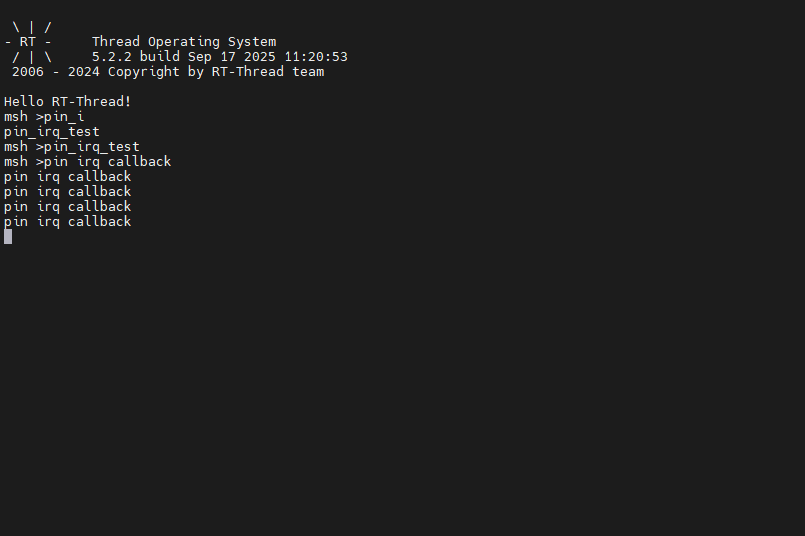 \ | /
- RT -     Thread Operating System
 / | \     5.2.2 build Sep 17 2025 11:20:53
 2006 - 2024 Copyright by RT-Thread team
Hello RT-Thread!
msh >pin_i
pin_irq_test
msh >pin_irq_test
msh >pin irq callback
pin irq callback
pin irq callback
pin irq callback
pin irq callback